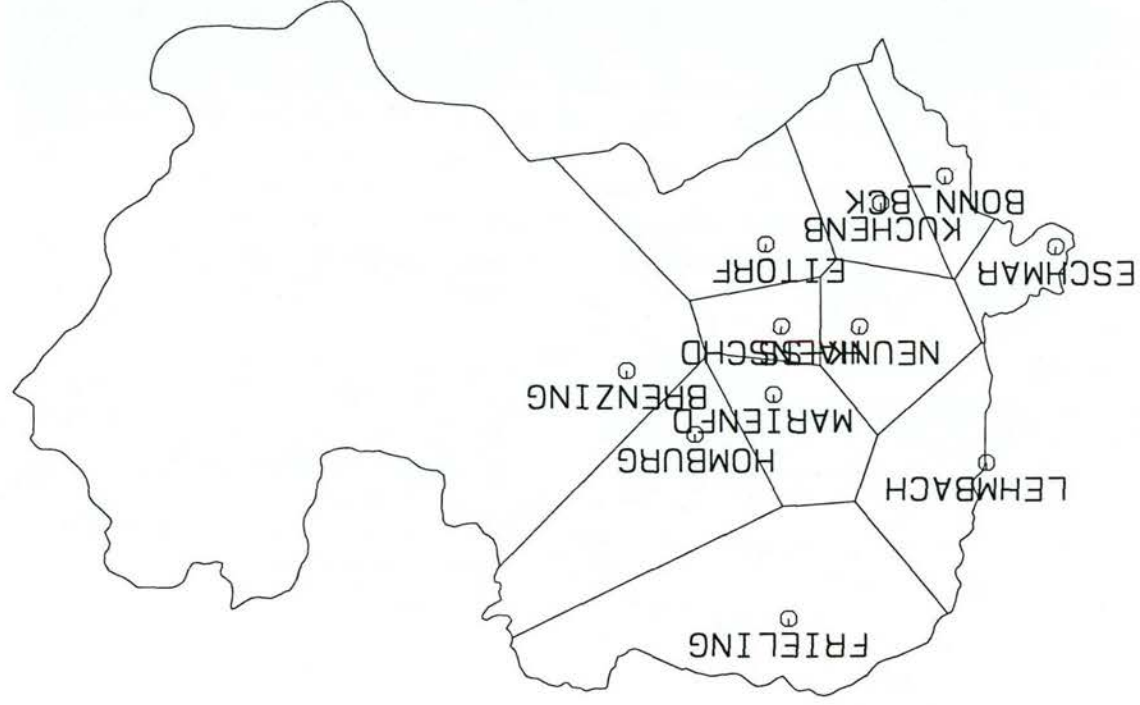 FRIELING
LEHMBACH
HOMBURG
MARIENFD
BRENZING
ESCHMAR
EITORF
KUCHENB
BONN_BCK